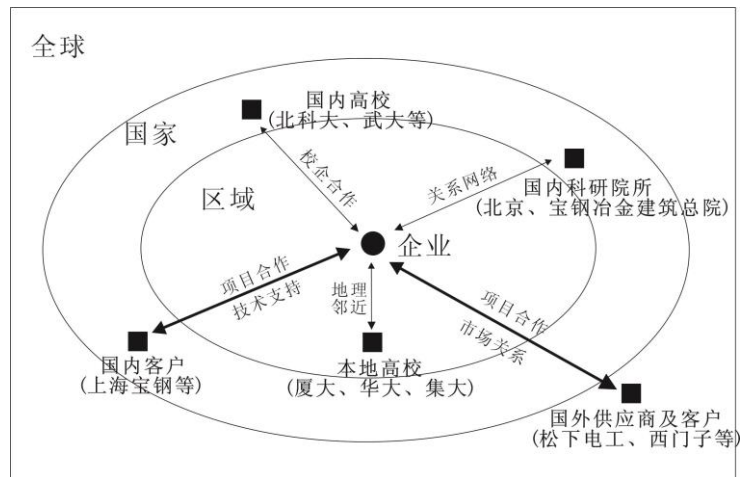 全球
国家
区域
国内高校
(北科大、武大等)
校企合作
关系网络
国内科研院所
(北京、宝钢冶金建筑总院)
企业
项目合作
技术支持
地理
邻近
项目合作
市场关系
国内客户
(上海宝钢等)
本地高校
(厦大、华大、集大)
国外供应商及客户
(松下电工、西门子等)